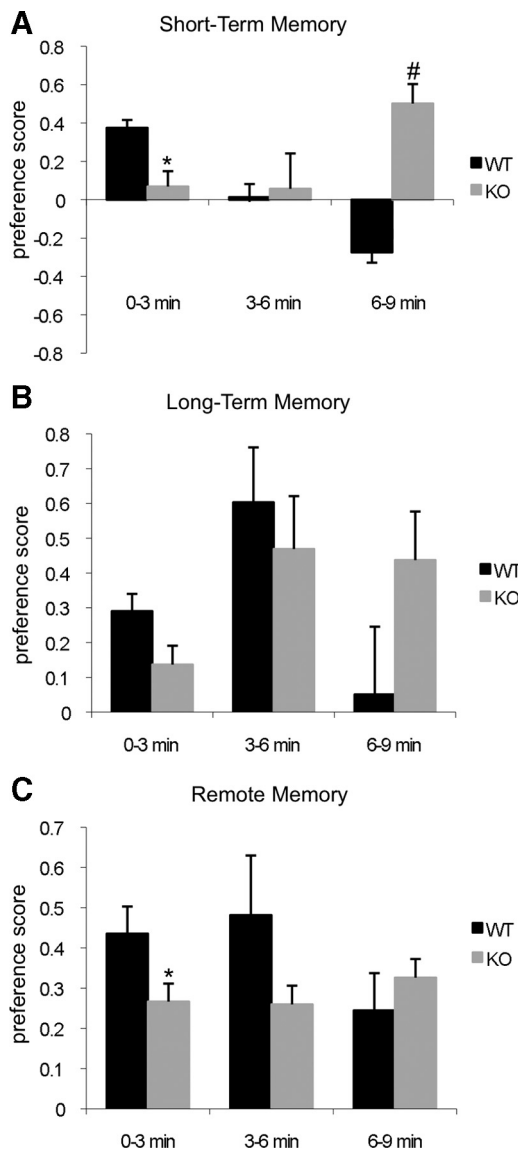 A
Short-Term Memory
preference score
0.8
0.6
0.4
0.2
0
-0.2
-0.4
-0.6
-0.8
*
#
0-3 min 3-6 min 6-9 min
WT
KO
B
Long-Term Memory
preference score
0.8
0.7
0.6
0.5
0.4
0.3
0.2
0.1
0
0-3 min 3-6 min 6-9 min
WT
KO
C
Remote Memory
preference score
0.7
0.6
0.5
0.4
0.3
0.2
0.1
0
*
0-3 min 3-6 min 6-9 min
WT
KO